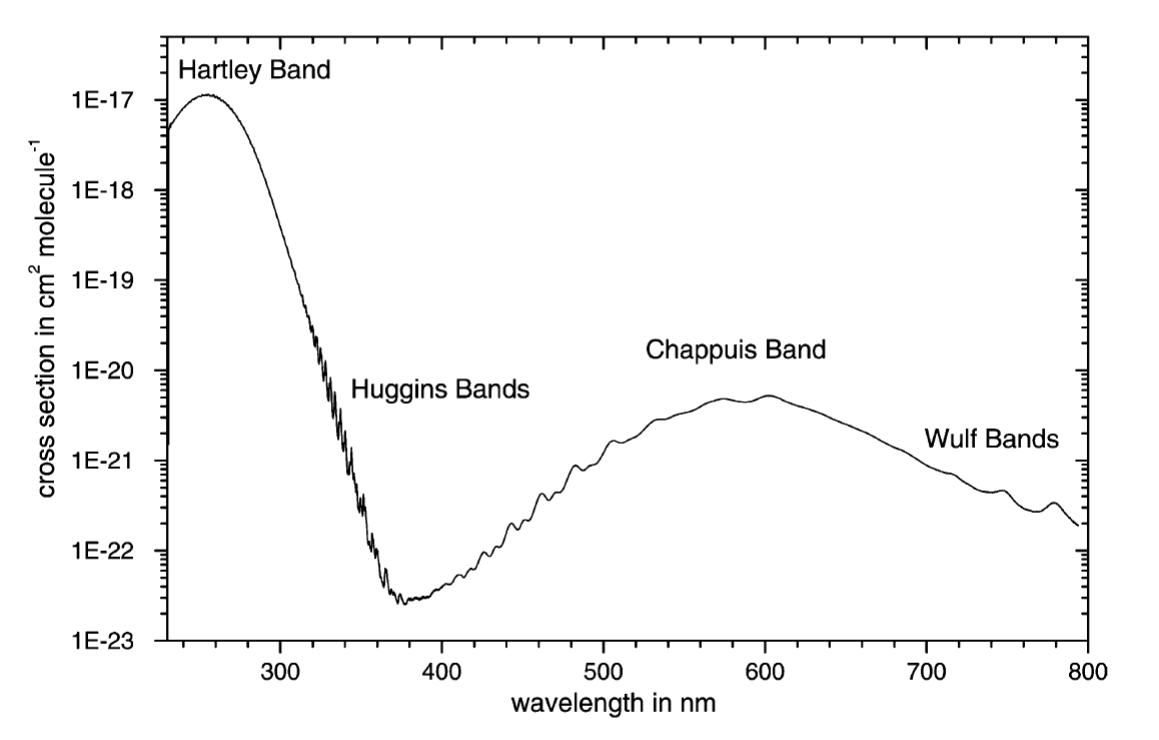 Hartley Band
1E-17
1E-18
1E-19
1E-20
1E-21
1E-22
1E-23
cross section in cm² molecule⁻¹
Huggins Bands
Chappuis Band
Wulf Bands
300 400 500 600 700 800
wavelength in nm